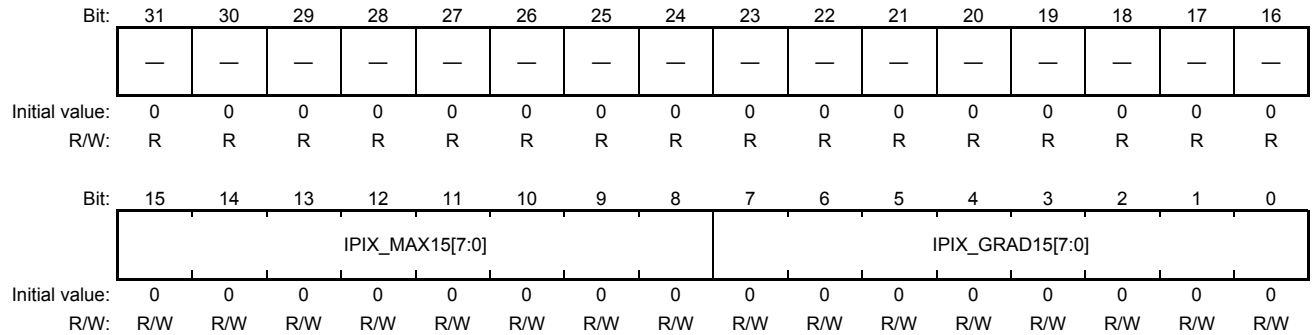 Bit: 31 30 29 28 27 26 25 24 23 22 21 20 19 18 17 16
— — — — — — — — — — — — — — — —
Initial value: 0 0 0 0 0 0 0 0 0 0 0 0 0 0 0 0
R/W: R R R R R R R R R R R R R R R R
Bit: 15 14 13 12 11 10 9 8 7 6 5 4 3 2 1 0
IPIX_MAX15[7:0] IPIX_GRAD15[7:0]
Initial value: 0 0 0 0 0 0 0 0 0 0 0 0 0 0 0 0
R/W: R/W R/W R/W R/W R/W R/W R/W R/W R/W R/W R/W R/W R/W R/W R/W R/W